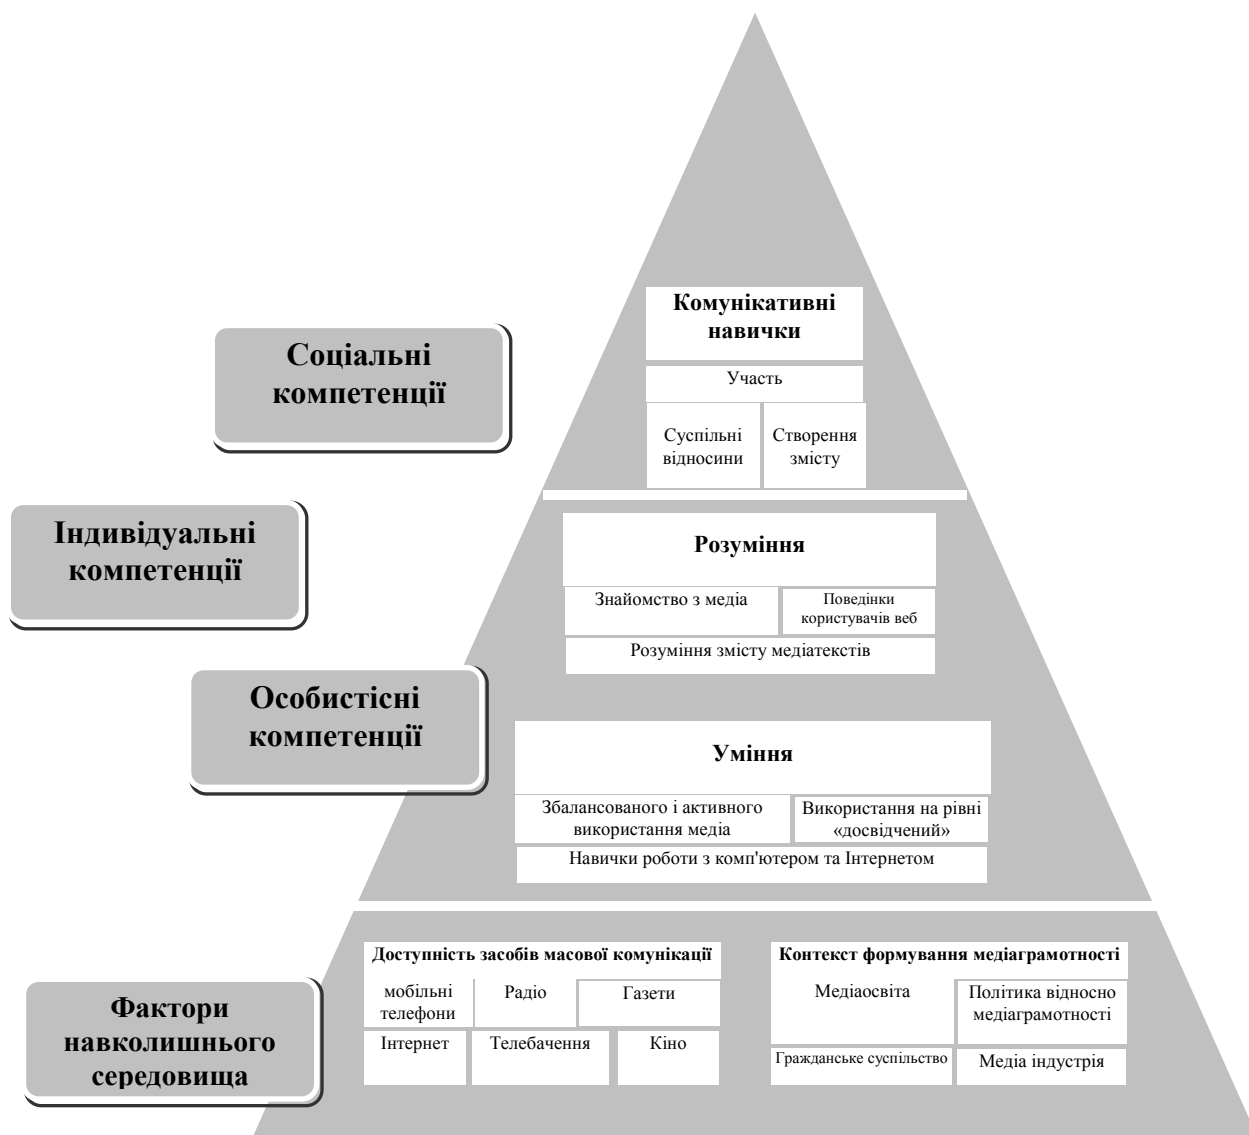 Комунікативні
навички
Соціальні
компетенції
Участь
Суспільні
відносини
Створення
змісту
Індивідуальні
компетенції
Розуміння
Знайомство з медіа
Поведінки
користувачів веб
Розуміння змісту медіатекстів
Особистісні
компетенції
Уміння
Збалансованого і активного
використання медіа
Використання на рівні
«досвідчений»
Навички роботи з комп'ютером та Інтернетом
Фактори
навколишнього
середовища
Доступність засобів масової комунікації
мобільні
телефони
Радіо
Газети
Інтернет
Телебачення
Кіно
Контекст формування медіаграмотності
Медіаосвіта
Політика відносно
медіаграмотності
Гражданське суспільство
Медіа індустрія